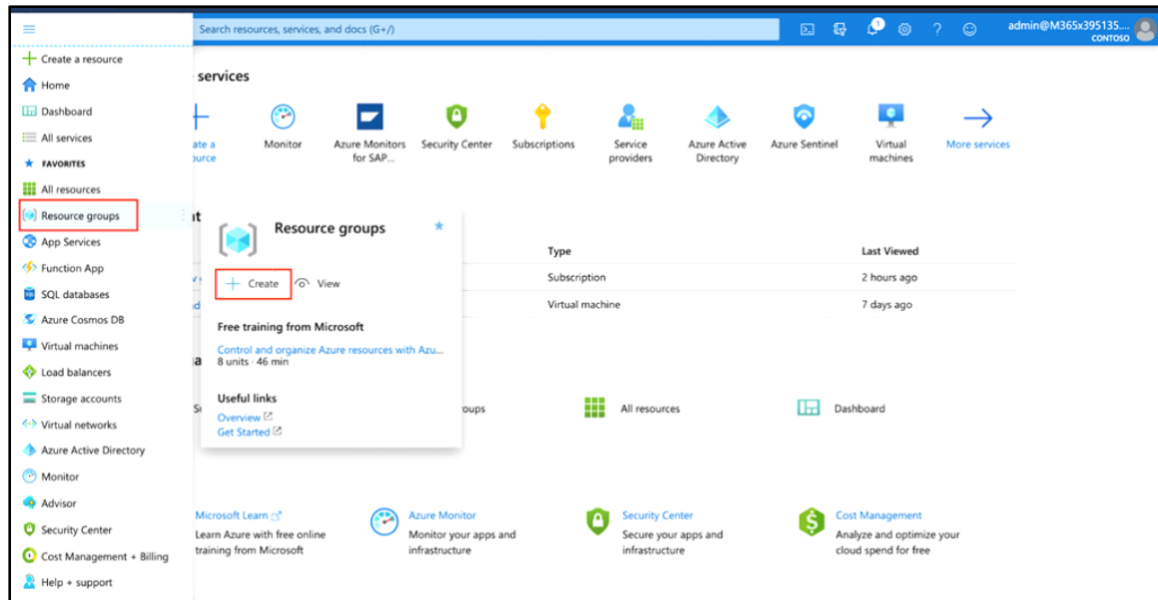 Search resources, services, and docs (G+/)
1
admin@M365x395135....
CONTOSO
Create a resource
Home
Dashboard
All services
FAVORITES
All resources
Resource groups
App Services
Function App
SQL databases
Azure Cosmos DB
Virtual machines
Load balancers
Storage accounts
Virtual networks
Azure Active Directory
Monitor
Advisor
Security Center
Cost Management + Billing
Help + support
services
ate a
ource
Monitor
Azure Monitors
for SAP...
Security Center
Subscriptions
Service
providers
Azure Active
Directory
Azure Sentinel
Virtual
machines
More services
Resource groups
Create
View
Free training from Microsoft
Control and organize Azure resources with Azu...
8 units · 46 min
Useful links
Overview
Get Started
Type
Last Viewed
Subscription
2 hours ago
Virtual machine
7 days ago
oups
All resources
Dashboard
Microsoft Learn
Learn Azure with free online
training from Microsoft
Azure Monitor
Monitor your apps and
infrastructure
Security Center
Secure your apps and
infrastructure
Cost Management
Analyze and optimize your
cloud spend for free